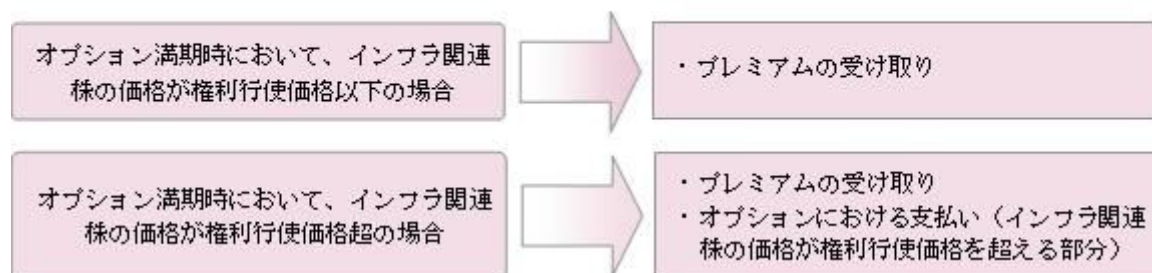 オプション満期時において、インフラ関連
株の価格が権利行使価格以下の場合
・プレミアムの受け取り
オプション満期時において、インフラ関連
株の価格が権利行使価格超の場合
・プレミアムの受け取り
・オプションにおける支払い（インフラ関連
株の価格が権利行使価格を超える部分）